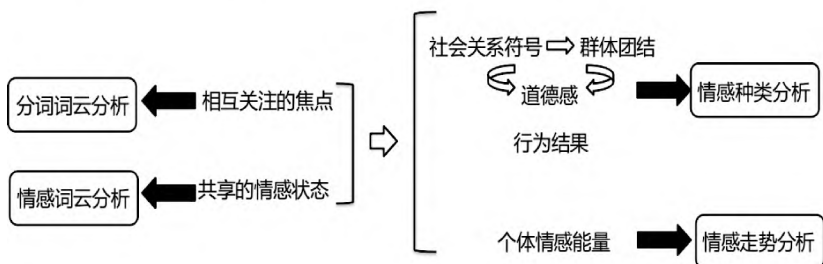 社会关系符号 群体团结
分词词云分析 相互关注的焦点
道德感 情感种类分析
行为结果
情感词云分析 共享的情感状态
个体情感能量 情感走势分析